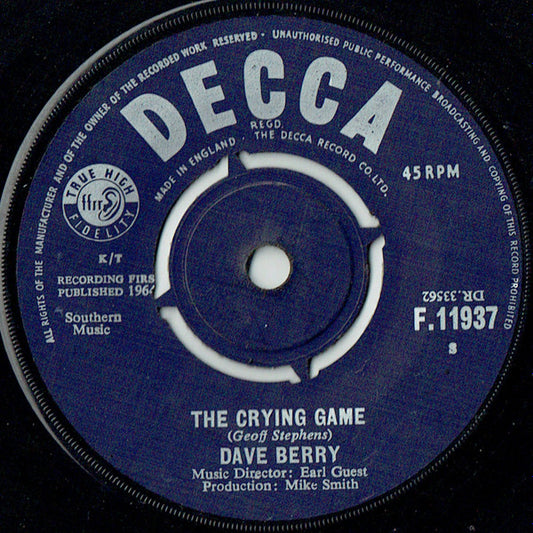 ALL RIGHTS OF THE MANUFACTURER AND OF THE OWNER OF THE RECORDED WORK RESERVED · UNAUTHORISED PUBLIC PERFORMANCE BROADCASTING AND COPYING OF THIS RECORD PROHIBITED
DECCA
REGD.
MADE IN ENGLAND · THE DECCA RECORD CO. LTD.
45 RPM
TRUE HIGH
ffrr
FIDELITY
K/T
RECORDING FIRS
PUBLISHED 196
Southern
Music
DR.33562
F.11937
S
THE CRYING GAME
(Geoff Stephens)
DAVE BERRY
Music Director: Earl Guest
Production: Mike Smith